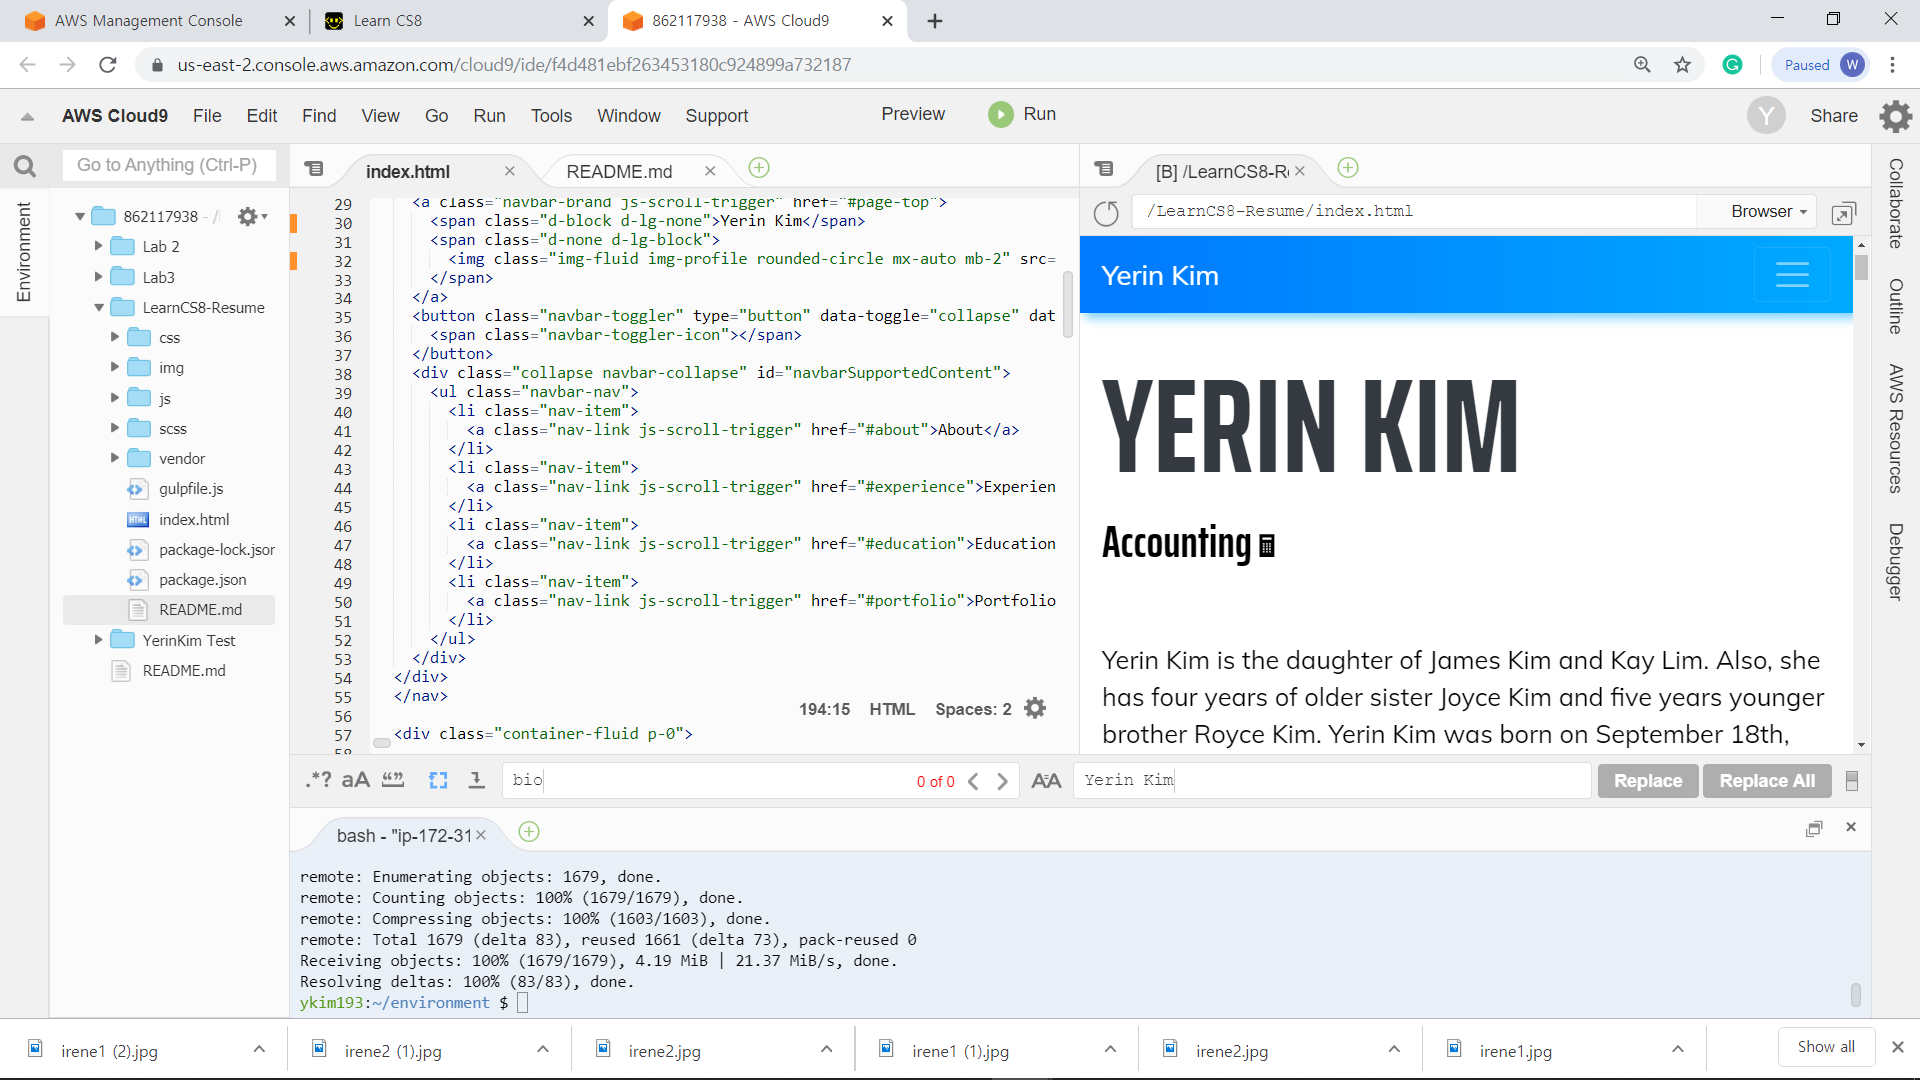 AWS Management Console
Learn CS8
862117938 - AWS Cloud9
us-east-2.console.aws.amazon.com/cloud9/ide/f4d481ebf263453180c924899a732187
Paused W
AWS Cloud9 File Edit Find View Go Run Tools Window Support Preview Run Y Share
Go to Anything (Ctrl-P)
index.html
README.md
[B] /LearnCS8-R
Environment
862117938 - /
Lab 2
Lab3
LearnCS8-Resume
css
img
js
scss
vendor
gulpfile.js
HTML index.html
package-lock.jsor
package.json
README.md
YerinKim Test
README.md
29 <a class="navbar-brand js-scroll-trigger" href="#page-top">
30 <span class="d-block d-lg-none">Yerin Kim</span>
31 <span class="d-none d-lg-block">
32 <img class="img-fluid img-profile rounded-circle mx-auto mb-2" src=
33 </span>
34 </a>
35 <button class="navbar-toggler" type="button" data-toggle="collapse" dat
36 <span class="navbar-toggler-icon"></span>
37 </button>
38 <div class="collapse navbar-collapse" id="navbarSupportedContent">
39 <ul class="navbar-nav">
40 <li class="nav-item">
41 <a class="nav-link js-scroll-trigger" href="#about">About</a>
42 </li>
43 <li class="nav-item">
44 <a class="nav-link js-scroll-trigger" href="#experience">Experien
45 </li>
46 <li class="nav-item">
47 <a class="nav-link js-scroll-trigger" href="#education">Education
48 </li>
49 <li class="nav-item">
50 <a class="nav-link js-scroll-trigger" href="#portfolio">Portfolio
51 </li>
52 </ul>
53 </div>
54 </div>
55 </nav>
56
57 <div class="container-fluid p-0">
58
194:15 HTML Spaces: 2
/LearnCS8-Resume/index.html
Browser
Yerin Kim
YERIN KIM
Accounting
Yerin Kim is the daughter of James Kim and Kay Lim. Also, she
has four years of older sister Joyce Kim and five years younger
brother Royce Kim. Yerin Kim was born on September 18th,
Collaborate
Outline
AWS Resources
Debugger
.*? aA “” bio 0 of 0 AA Yerin Kim Replace Replace All
bash - "ip-172-31
remote: Enumerating objects: 1679, done.
remote: Counting objects: 100% (1679/1679), done.
remote: Compressing objects: 100% (1603/1603), done.
remote: Total 1679 (delta 83), reused 1661 (delta 73), pack-reused 0
Receiving objects: 100% (1679/1679), 4.19 MiB | 21.37 MiB/s, done.
Resolving deltas: 100% (83/83), done.
ykim193:~/environment $
irene1 (2).jpg
irene2 (1).jpg
irene2.jpg
irene1 (1).jpg
irene2.jpg
irene1.jpg
Show all